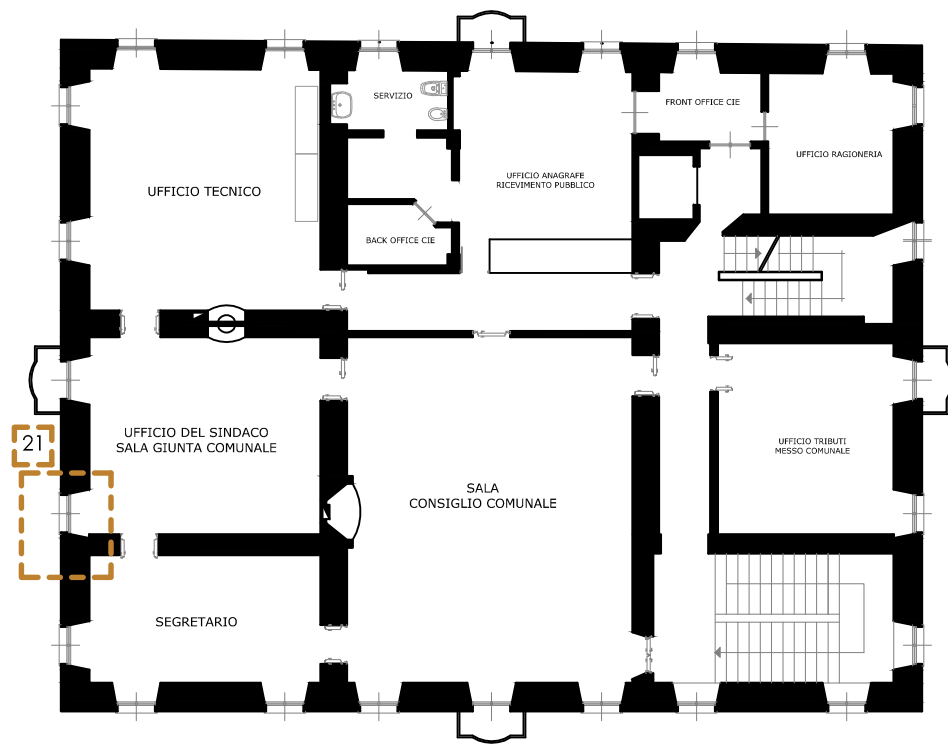 SERVIZIO
FRONT OFFICE CIE
UFFICIO RAGIONERIA
UFFICIO TECNICO
UFFICIO ANAGRAFE
RICEVIMENTO PUBBLICO
BACK OFFICE CIE
21
UFFICIO DEL SINDACO
SALA GIUNTA COMUNALE
UFFICIO TRIBUTI
MESSO COMUNALE
SALA
CONSIGLIO COMUNALE
SEGRETARIO